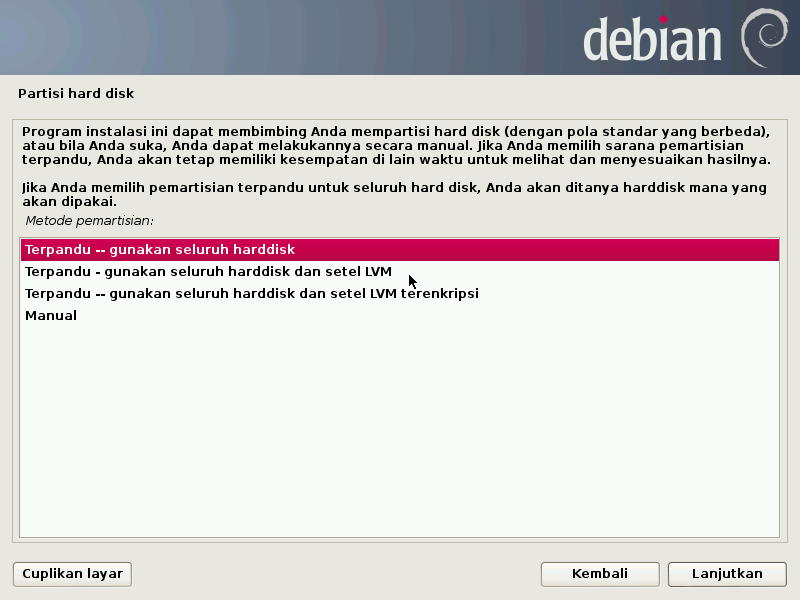 debian
Partisi hard disk
Program instalasi ini dapat membimbing Anda mempartisi hard disk (dengan pola standar yang berbeda),
atau bila Anda suka, Anda dapat melakukannya secara manual. Jika Anda memilih sarana pemartisian
terpandu, Anda akan tetap memiliki kesempatan di lain waktu untuk melihat dan menyesuaikan hasilnya.
Jika Anda memilih pemartisian terpandu untuk seluruh hard disk, Anda akan ditanya harddisk mana yang
akan dipakai.
Metode pemartisian:
Terpandu -- gunakan seluruh harddisk
Terpandu - gunakan seluruh harddisk dan setel LVM
Terpandu -- gunakan seluruh harddisk dan setel LVM terenkripsi
Manual
Cuplikan layar
Kembali
Lanjutkan